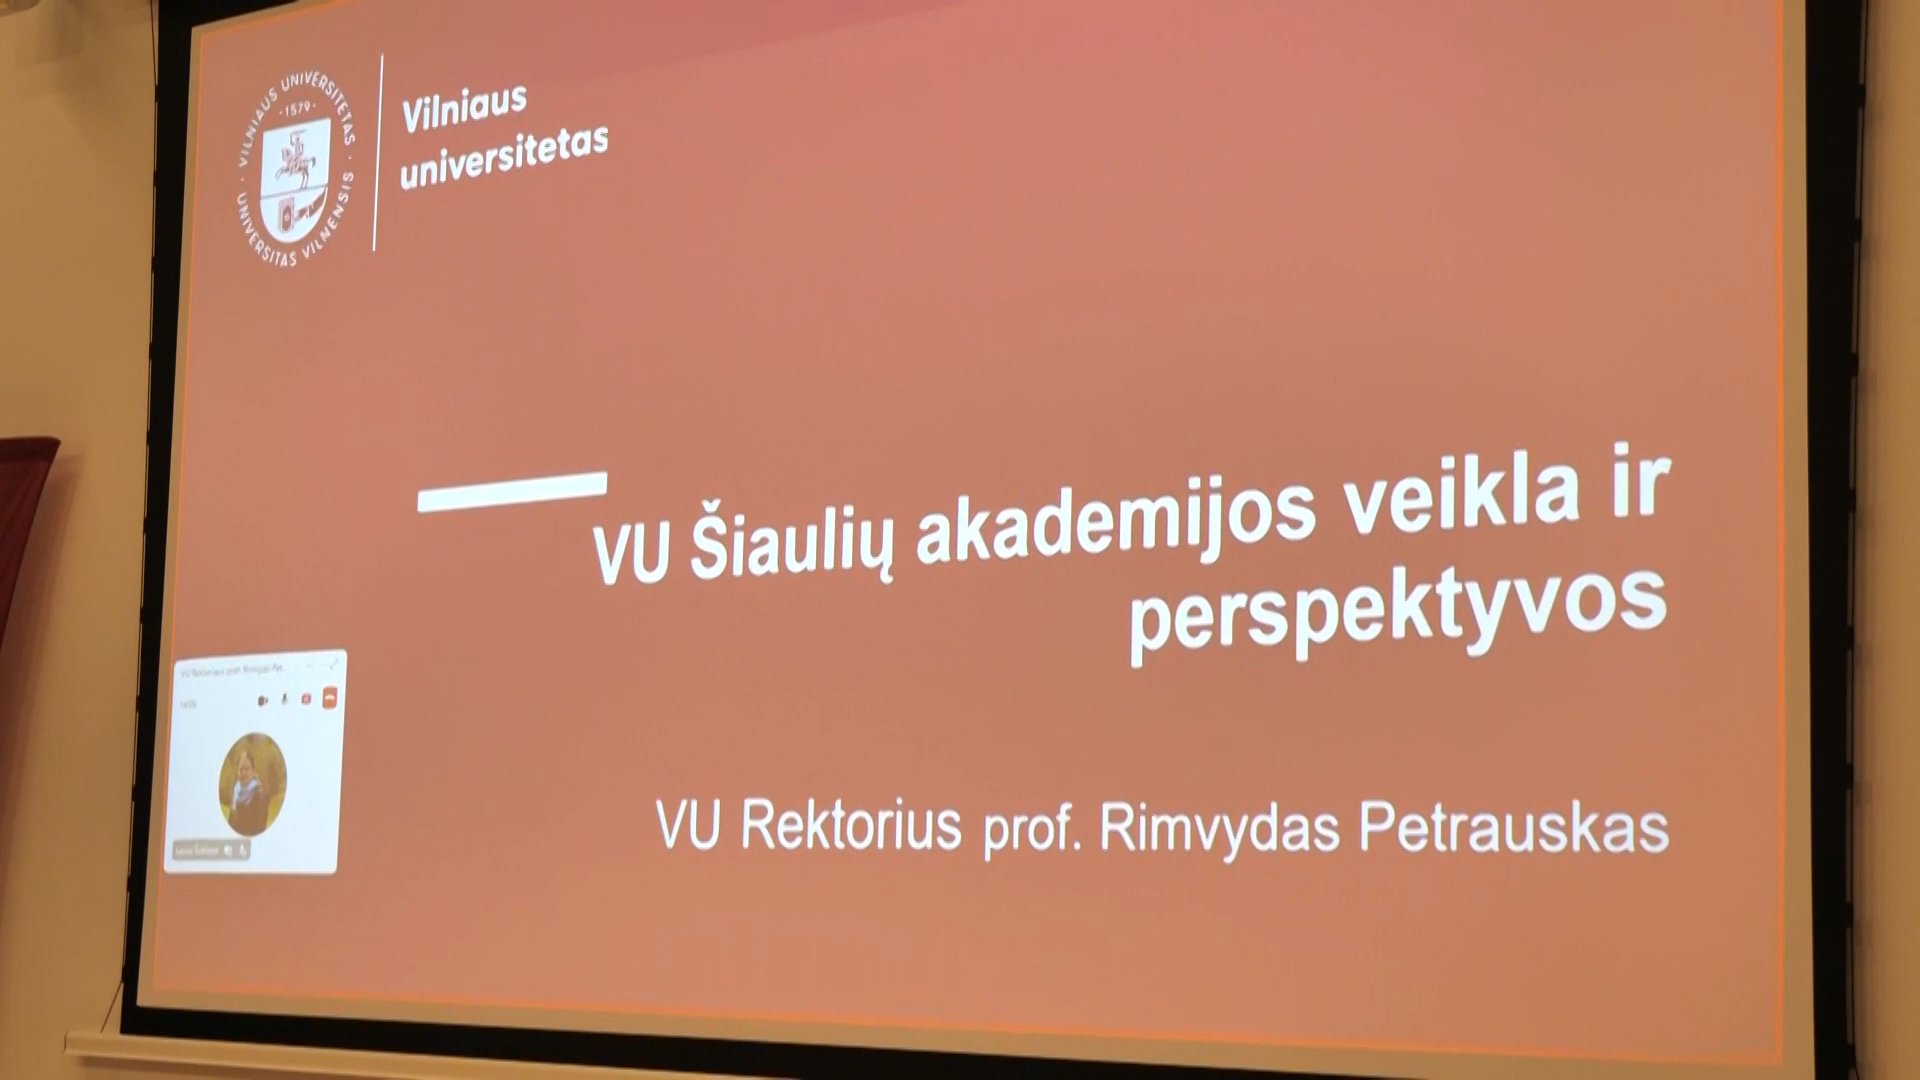 VILNIAUS UNIVERSITETAS
· 1579 ·
UNIVERSITAS VILNENSIS
Vilniaus
universitetas
VU Šiaulių akademijos veikla ir
perspektyvos
VU Rektorius prof. Rimvydas Petrauskas